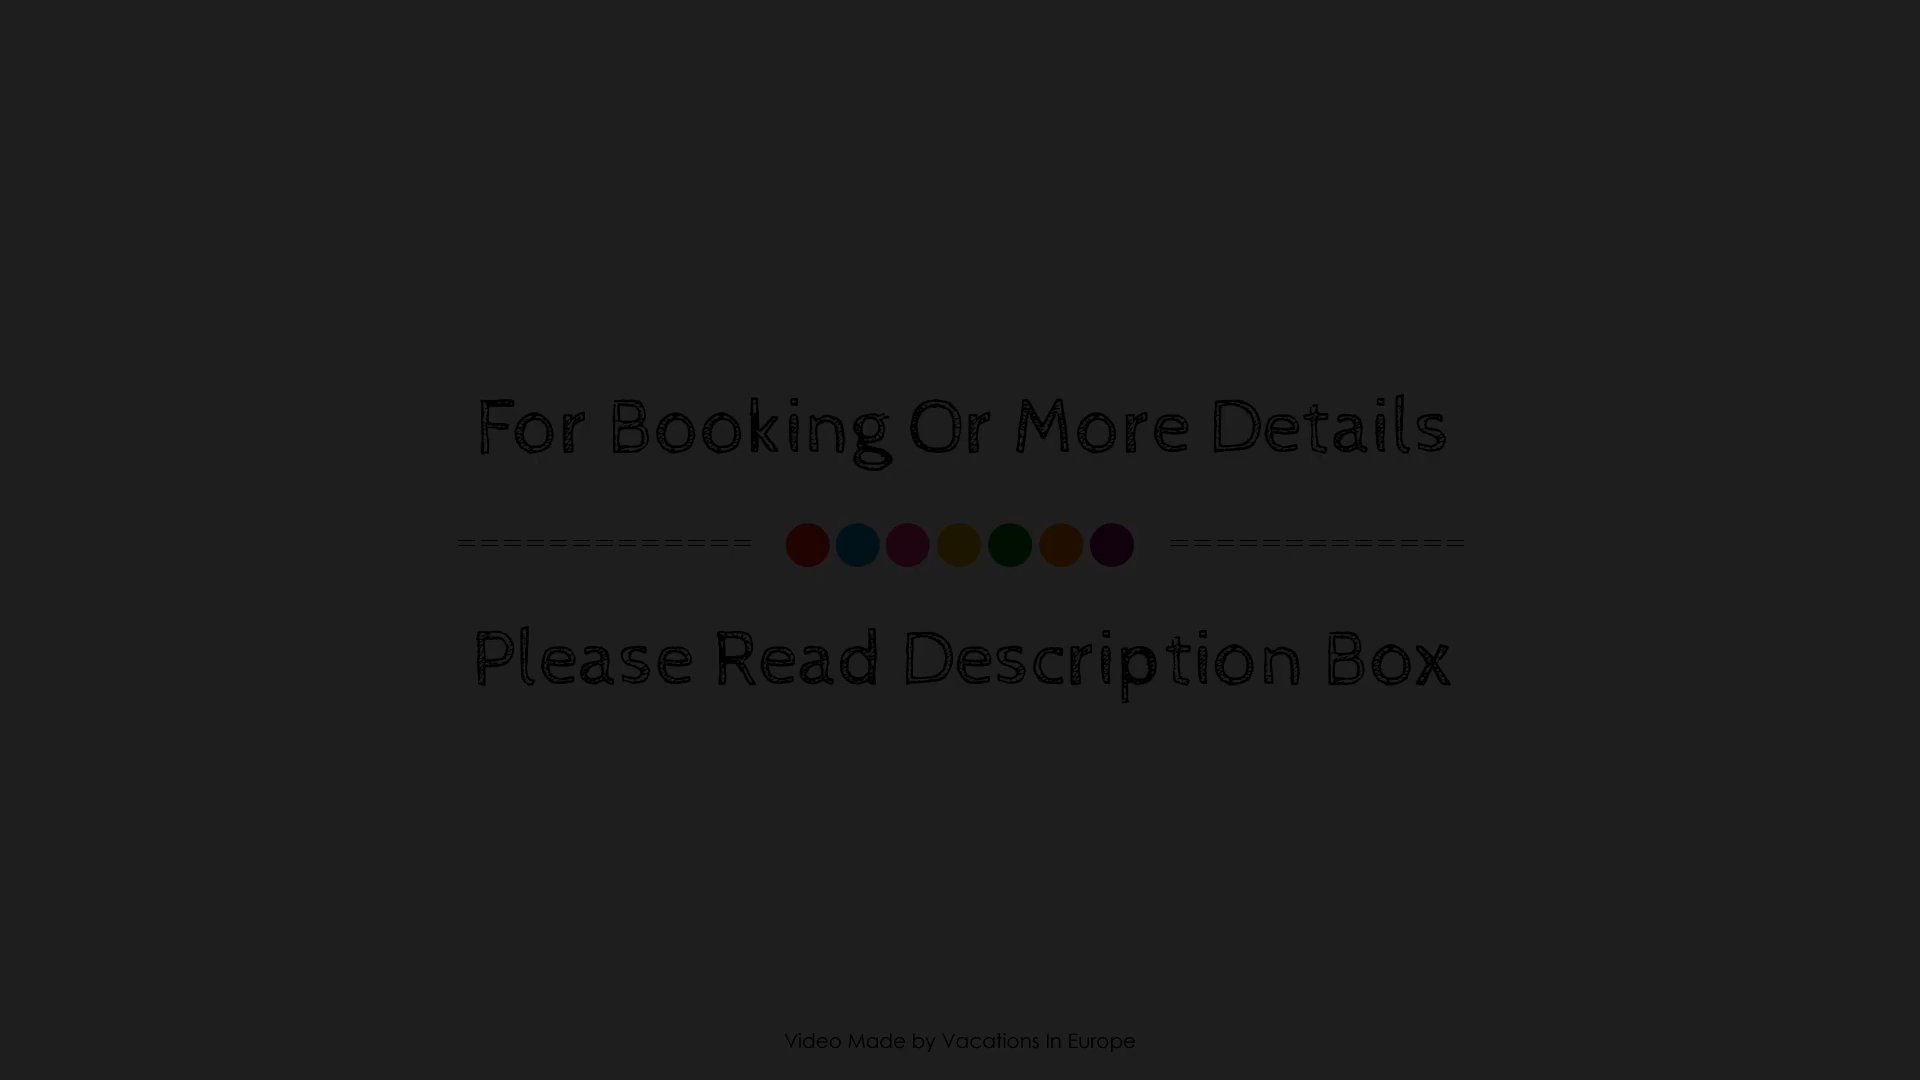 For Booking Or More Details
============= =============
Please Read Description Box
Video Made by Vacations In Europe